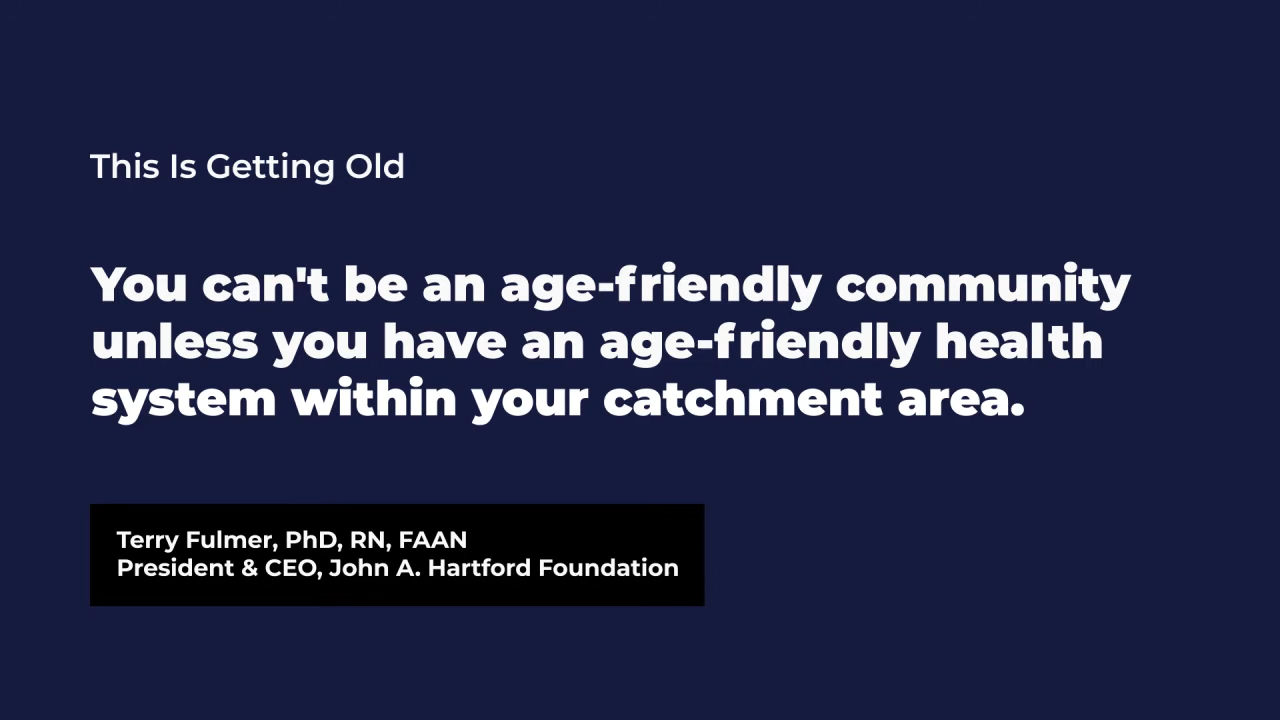 This Is Getting Old
You can't be an age-friendly community
unless you have an age-friendly health
system within your catchment area.
Terry Fulmer, PhD, RN, FAAN
President & CEO, John A. Hartford Foundation